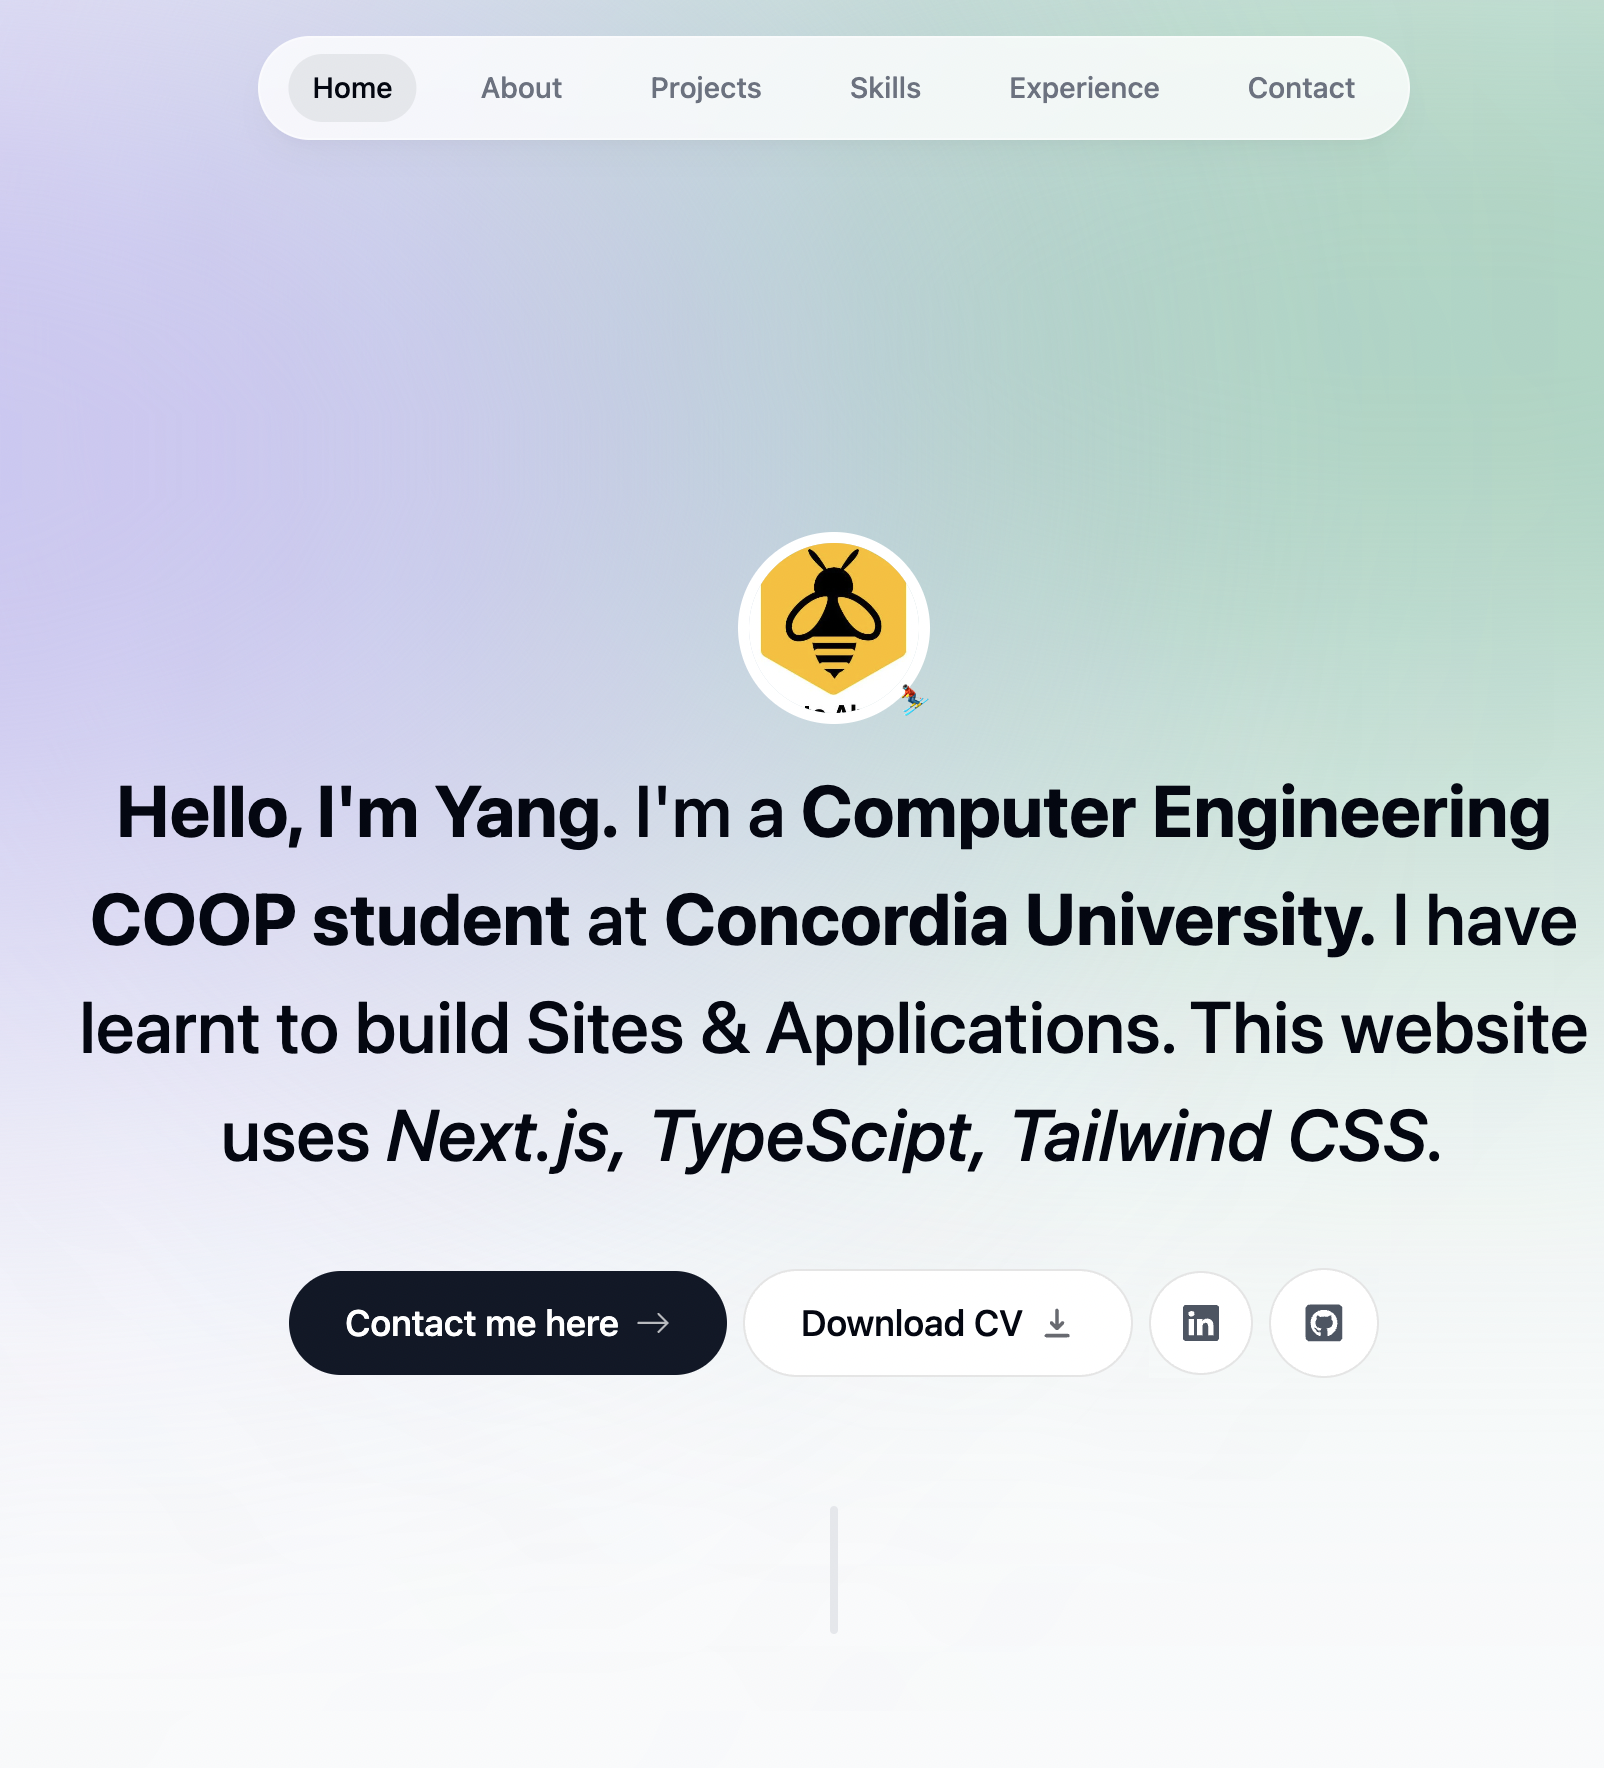 Home About Projects Skills Experience Contact
Hello, I'm Yang. I'm a Computer Engineering
COOP student at Concordia University. I have
learnt to build Sites & Applications. This website
uses Next.js, TypeScipt, Tailwind CSS.
Contact me here Download CV in